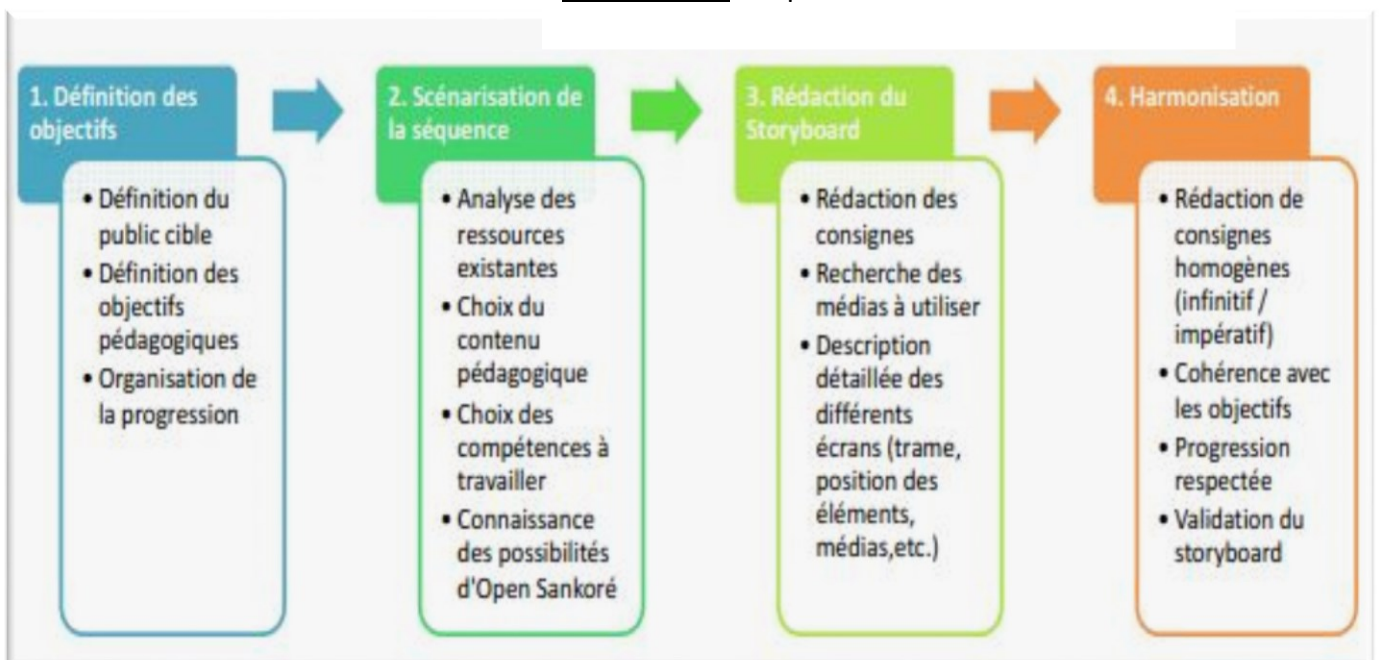 1. Définition des
objectifs
• Définition du
public cible
• Définition des
objectifs
pédagogiques
• Organisation de
la progression
2. Scénarisation de
la séquence
• Analyse des
ressources
existantes
• Choix du
contenu
pédagogique
• Choix des
compétences à
travailler
• Connaissance
des possibilités
d'Open Sankoré
3. Rédaction du
Storyboard
• Rédaction des
consignes
• Recherche des
médias à utiliser
• Description
détaillée des
différents
écrans (trame,
position des
éléments,
médias,etc.)
4. Harmonisation
• Rédaction de
consignes
homogènes
(infinitif /
impératif)
• Cohérence avec
les objectifs
• Progression
respectée
• Validation du
storyboard